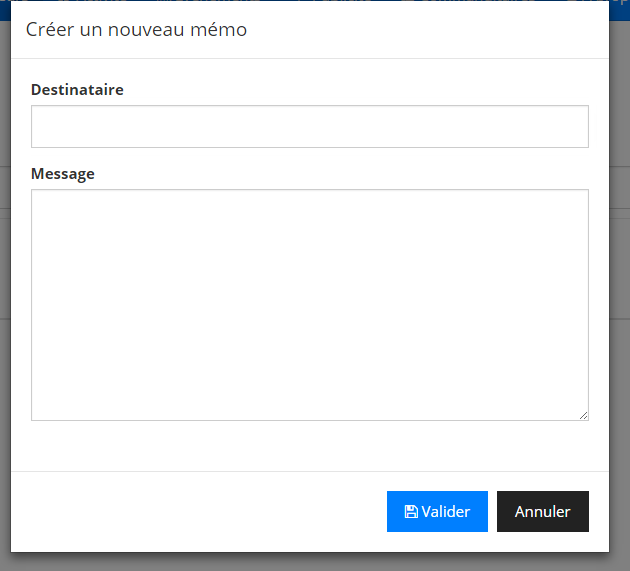 Créer un nouveau mémo
Destinataire
Message
Valider
Annuler